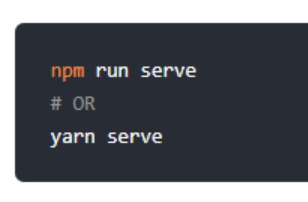 npm run serve
# OR
yarn serve